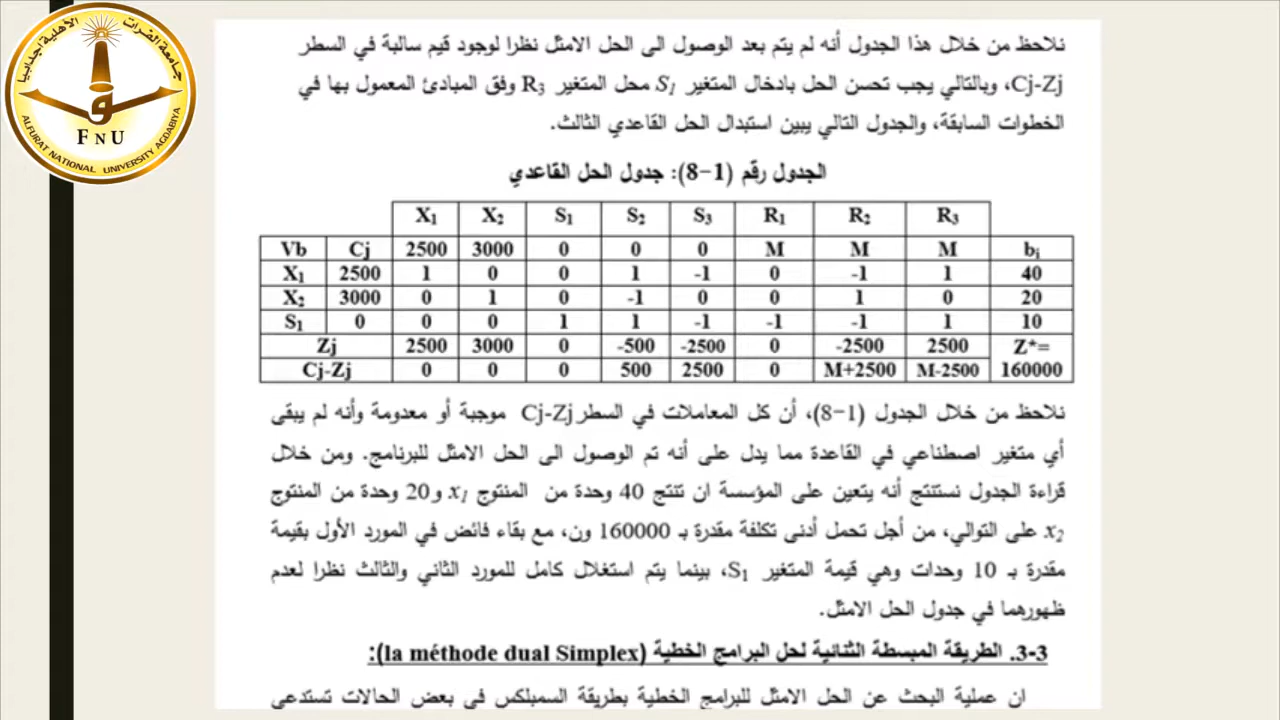 جامعة الفرات الأهلية اجدابيا
FNU
ALFURAT NATIONAL UNIVERSITY AGDABIYA
نلاحظ من خلال هذا الجدول أنه لم يتم بعد الوصول الى الحل الامثل نظرا لوجود قيم سالبة في السطر
Cj-Zj، وبالتالي يجب تحسن الحل بادخال المتغير S1 محل المتغير R3 وفق المبادئ المعمول بها في
الخطوات السابقة، والجدول التالي يبين استبدال الحل القاعدي الثالث.
الجدول رقم (1-8): جدول الحل القاعدي
X1 X2 S1 S2 S3 R1 R2 R3
Vb Cj 2500 3000 0 0 0 M M M bi
X1 2500 1 0 0 1 -1 0 -1 1 40
X2 3000 0 1 0 -1 0 0 1 0 20
S1 0 0 0 1 1 -1 -1 -1 1 10
Zj 2500 3000 0 -500 -2500 0 -2500 2500 Z*=
Cj-Zj 0 0 0 500 2500 0 M+2500 M-2500 160000
نلاحظ من خلال الجدول (1-8)، أن كل المعاملات في السطر Cj-Zj موجبة أو معدومة وأنه لم يبقى
أي متغير اصطناعي في القاعدة مما يدل على أنه تم الوصول الى الحل الامثل للبرنامج. ومن خلال
قراءة الجدول نستنتج أنه يتعين على المؤسسة ان تنتج 40 وحدة من المنتوج x1 و20 وحدة من المنتوج
x2 على التوالي، من أجل تحمل أدنى تكلفة مقدرة بـ 160000 ون، مع بقاء فائض في المورد الأول بقيمة
مقدرة بـ 10 وحدات وهي قيمة المتغير S1، بينما يتم استغلال كامل للمورد الثاني والثالث نظرا لعدم
ظهورهما في جدول الحل الامثل.
3-3. الطريقة المبسطة الثنائية لحل البرامج الخطية (la méthode dual Simplex):
ان عملية البحث عن الحل الامثل للبرامج الخطية بطريقة السمبلكس في بعض الحالات تستدعي